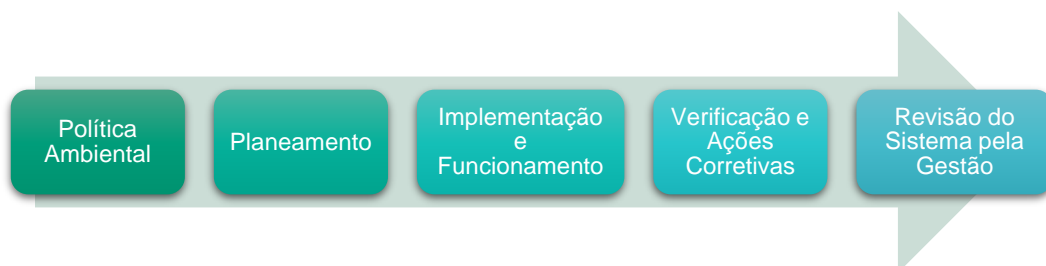 Política
Ambiental
Planeamento
Implementação
e
Funcionamento
Verificação e
Ações
Corretivas
Revisão do
Sistema pela
Gestão